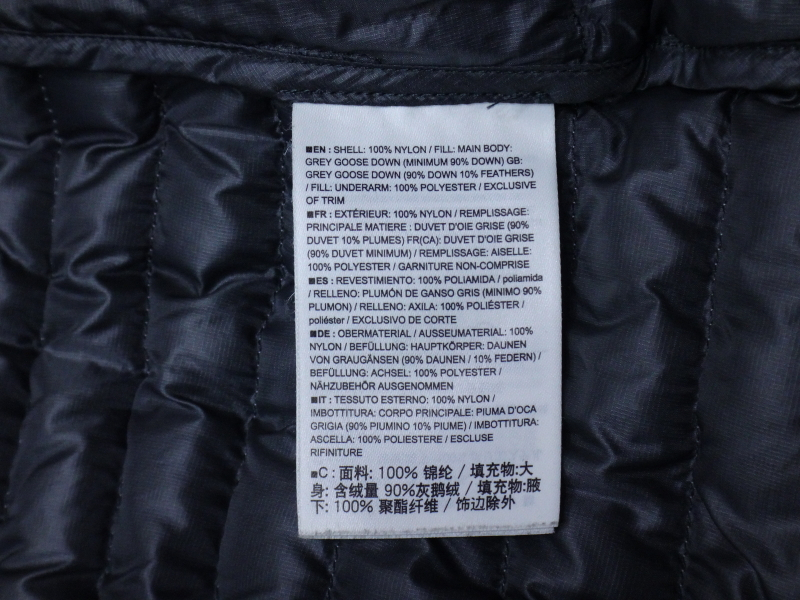 ■EN : SHELL: 100% NYLON / FILL: MAIN BODY:
GREY GOOSE DOWN (MINIMUM 90% DOWN) GB:
GREY GOOSE DOWN (90% DOWN 10% FEATHERS)
/ FILL: UNDERARM: 100% POLYESTER / EXCLUSIVE
OF TRIM
■FR : EXTÉRIEUR: 100% NYLON / REMPLISSAGE:
PRINCIPALE MATIERE : DUVET D'OIE GRISE (90%
DUVET 10% PLUMES) FR(CA): DUVET D'OIE GRISE
(90% DUVET MINIMUM) / REMPLISSAGE: AISELLE:
100% POLYESTER / GARNITURE NON-COMPRISE
■ES : REVESTIMIENTO: 100% POLIAMIDA / poliamida
/ RELLENO: PLUMÓN DE GANSO GRIS (MINIMO 90%
PLUMON) / RELLENO: AXILA: 100% POLIÉSTER /
poliéster / EXCLUSIVO DE CORTE
■DE : OBERMATERIAL / AUSSEUMATERIAL: 100%
NYLON / BEFÜLLUNG: HAUPTKÖRPER: DAUNEN
VON GRAUGÄNSEN (90% DAUNEN / 10% FEDERN) /
BEFÜLLUNG: ACHSEL: 100% POLYESTER /
NÄHZUBEHÖR AUSGENOMMEN
■IT : TESSUTO ESTERNO: 100% NYLON /
IMBOTTITURA: CORPO PRINCIPALE: PIUMA D'OCA
GRIGIA (90% PIUMINO 10% PIUME) / IMBOTTITURA:
ASCELLA: 100% POLIESTERE / ESCLUSE
RIFINITURE
■C : 面料: 100% 锦纶 / 填充物:大
身: 含绒量 90%灰鹅绒 / 填充物:腋
下: 100% 聚酯纤维 / 饰边除外